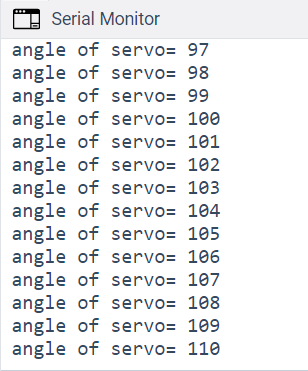 Serial Monitor
angle of servo= 97
angle of servo= 98
angle of servo= 99
angle of servo= 100
angle of servo= 101
angle of servo= 102
angle of servo= 103
angle of servo= 104
angle of servo= 105
angle of servo= 106
angle of servo= 107
angle of servo= 108
angle of servo= 109
angle of servo= 110